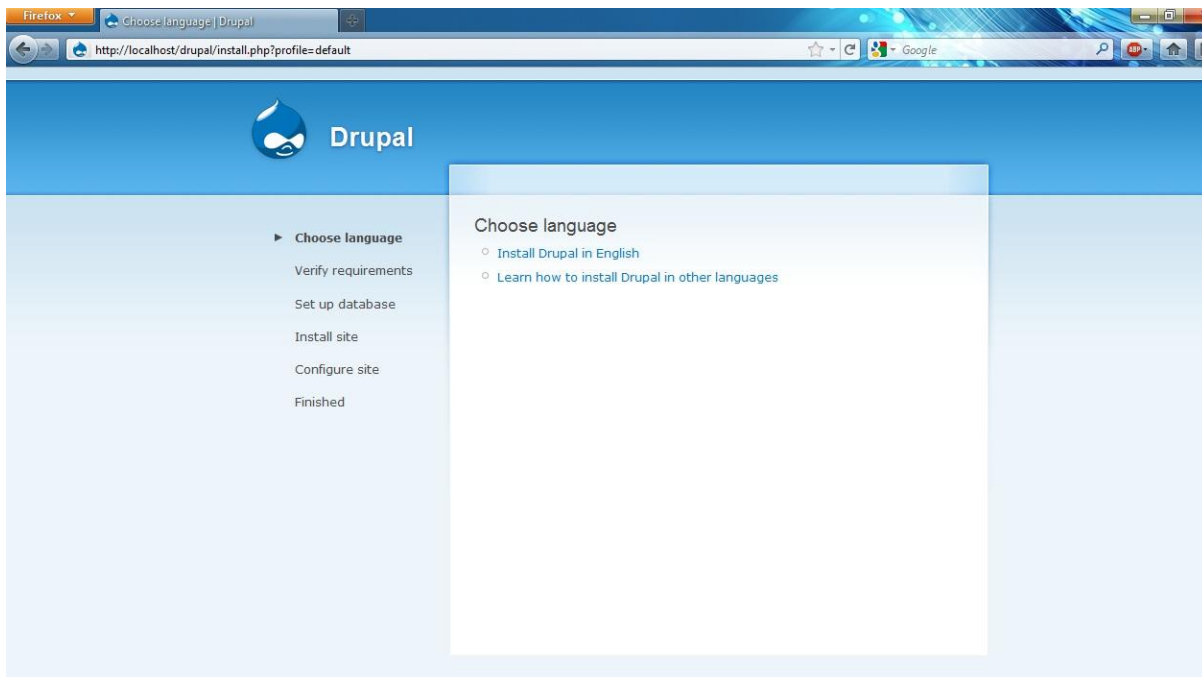 Firefox
Choose language | Drupal
http://localhost/drupal/install.php?profile=default
Google
ABP
Drupal
Choose language
Verify requirements
Set up database
Install site
Configure site
Finished
Choose language
Install Drupal in English
Learn how to install Drupal in other languages